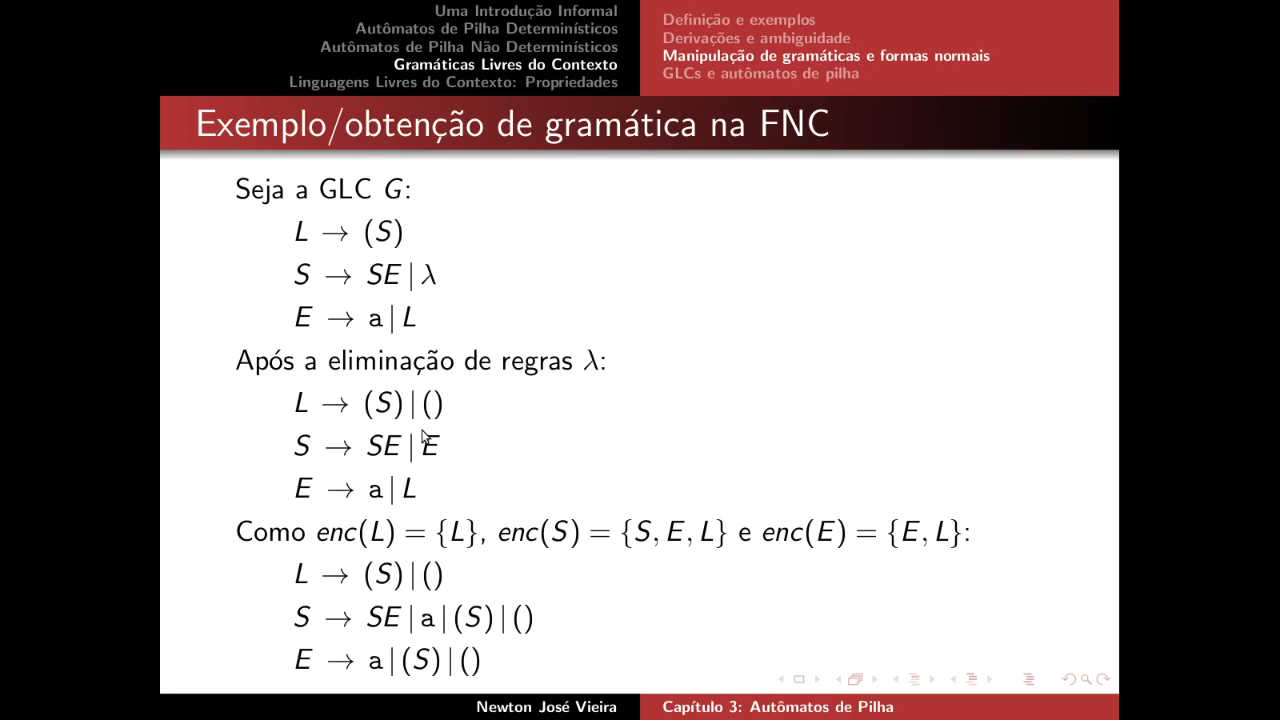 Uma Introdução Informal
Autômatos de Pilha Determinísticos
Autômatos de Pilha Não Determinísticos
Gramáticas Livres do Contexto
Linguagens Livres do Contexto: Propriedades
Definição e exemplos
Derivações e ambiguidade
Manipulação de gramáticas e formas normais
GLCs e autômatos de pilha
Exemplo/obtenção de gramática na FNC
Seja a GLC G:
L → (S)
S → SE | λ
E → a | L
Após a eliminação de regras λ:
L → (S) | ()
S → SE | E
E → a | L
Como enc(L) = {L}, enc(S) = {S, E, L} e enc(E) = {E, L}:
L → (S) | ()
S → SE | a | (S) | ()
E → a | (S) | ()
Newton José Vieira
Capítulo 3: Autômatos de Pilha